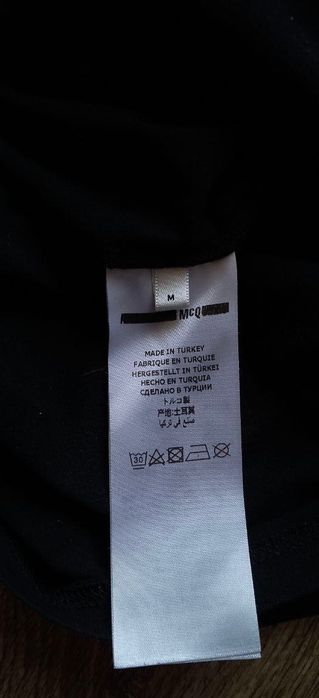 M
McQ
MADE IN TURKEY
FABRIQUE EN TURQUIE
HERGESTELLT IN TÜRKEI
HECHO EN TURQUIA
СДЕЛАНО В ТУРЦИИ
トルコ製
产地:土耳其
صنع في تركيا
30